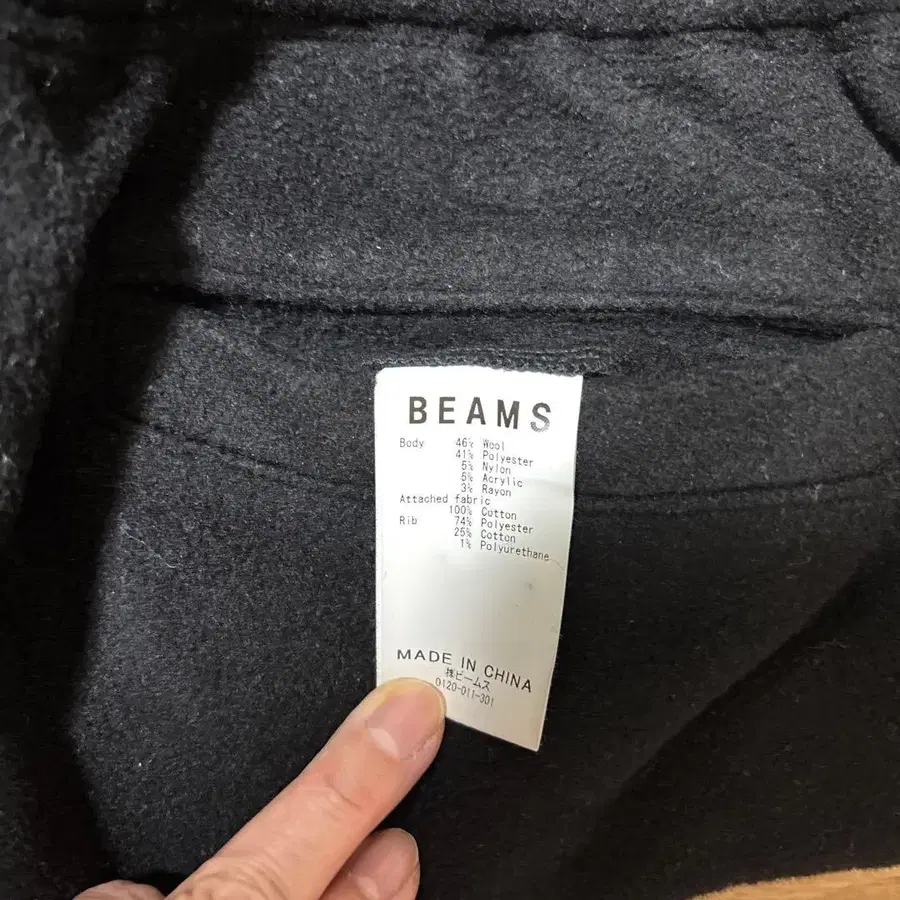 BEAMS
Body 46% Wool
41% Polyester
5% Nylon
5% Acrylic
3% Rayon
Attached fabric
100% Cotton
Rib 74% Polyester
25% Cotton
1% Polyurethane
MADE IN CHINA
㈱ビームス
0120-011-301